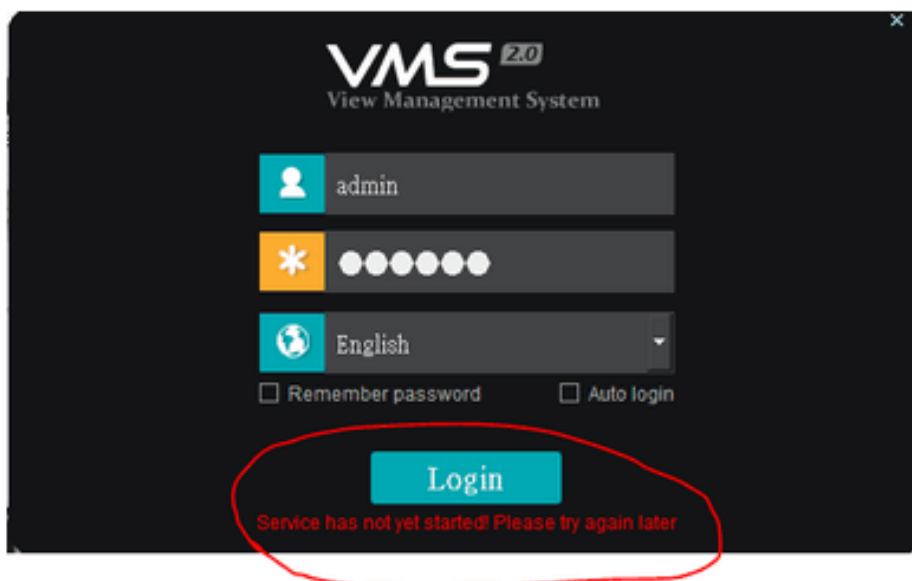 VMS 2.0
View Management System
admin
English
Remember password Auto login
Login
Service has not yet started! Please try again later